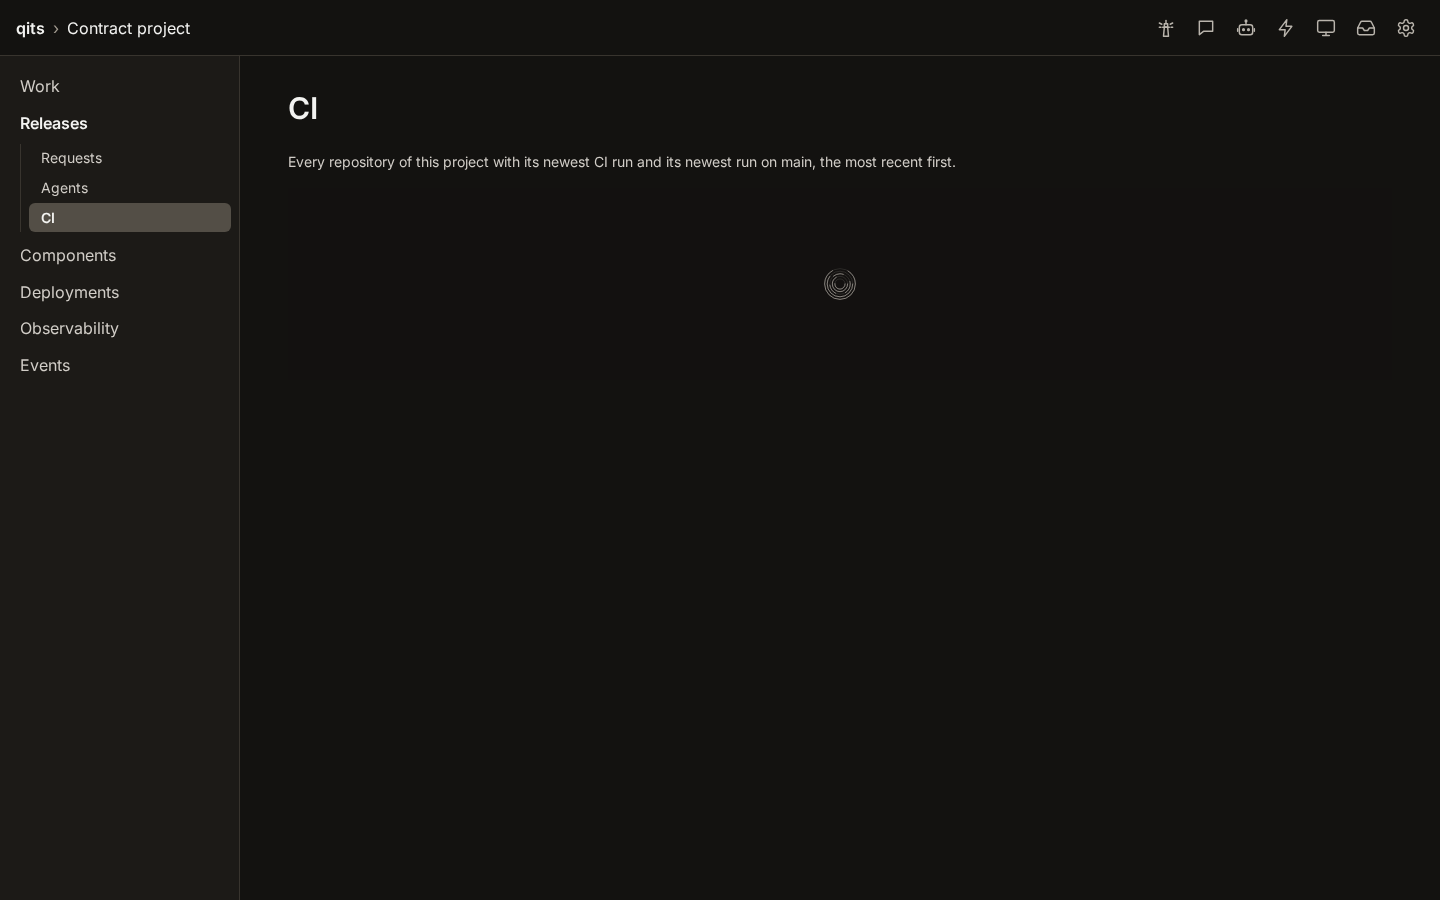 qits › Contract project
Work
Releases
Requests
Agents
CI
Components
Deployments
Observability
Events
CI
Every repository of this project with its newest CI run and its newest run on main, the most recent first.